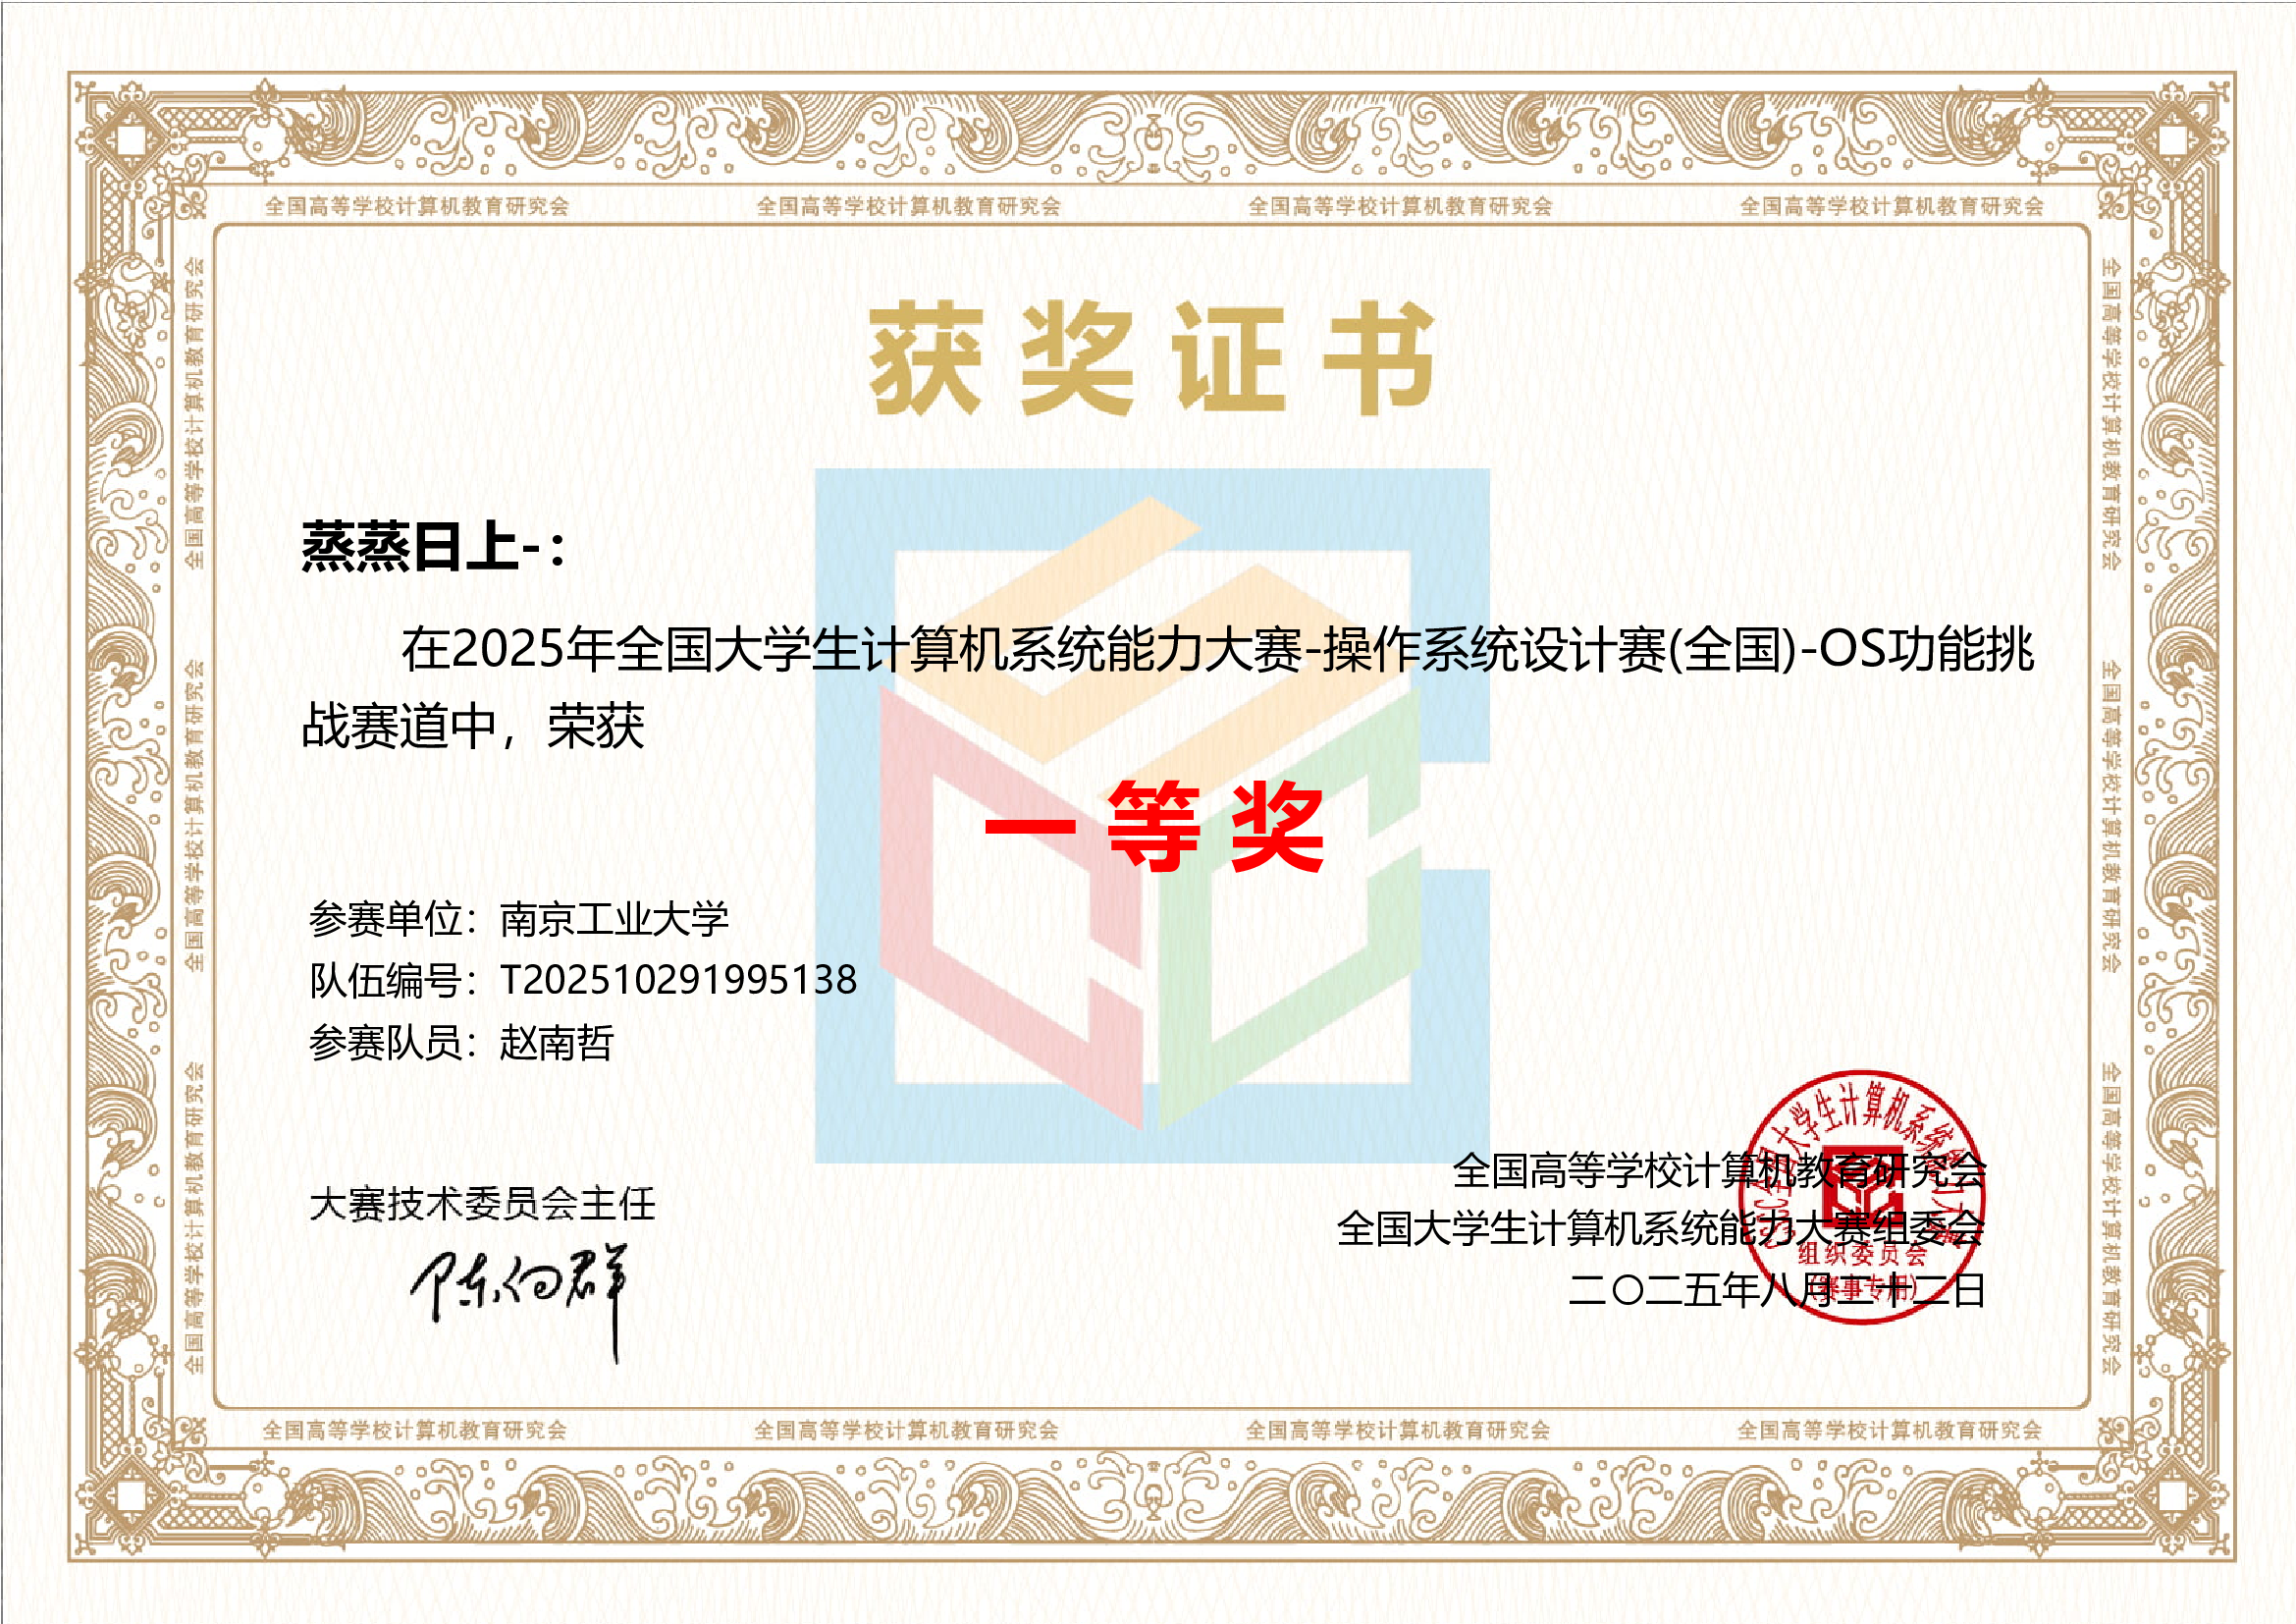 全国高等学校计算机教育研究会 全国高等学校计算机教育研究会 全国高等学校计算机教育研究会 全国高等学校计算机教育研究会
全国高等学校计算机教育研究会
全国高等学校计算机教育研究会
全国高等学校计算机教育研究会
获奖证书
蒸蒸日上-：
在2025年全国大学生计算机系统能力大赛-操作系统设计赛(全国)-OS功能挑
战赛道中，荣获
一等奖
参赛单位：南京工业大学
队伍编号：T202510291995138
参赛队员：赵南哲
大赛技术委员会主任
陈向群
全国高等学校计算机教育研究会
全国大学生计算机系统能力大赛组委会
二〇二五年八月二十二日
CSCC全国大学生计算机系统能力大赛
组织委员会
(赛事专用)
全国高等学校计算机教育研究会
全国高等学校计算机教育研究会
全国高等学校计算机教育研究会
全国高等学校计算机教育研究会 全国高等学校计算机教育研究会 全国高等学校计算机教育研究会 全国高等学校计算机教育研究会